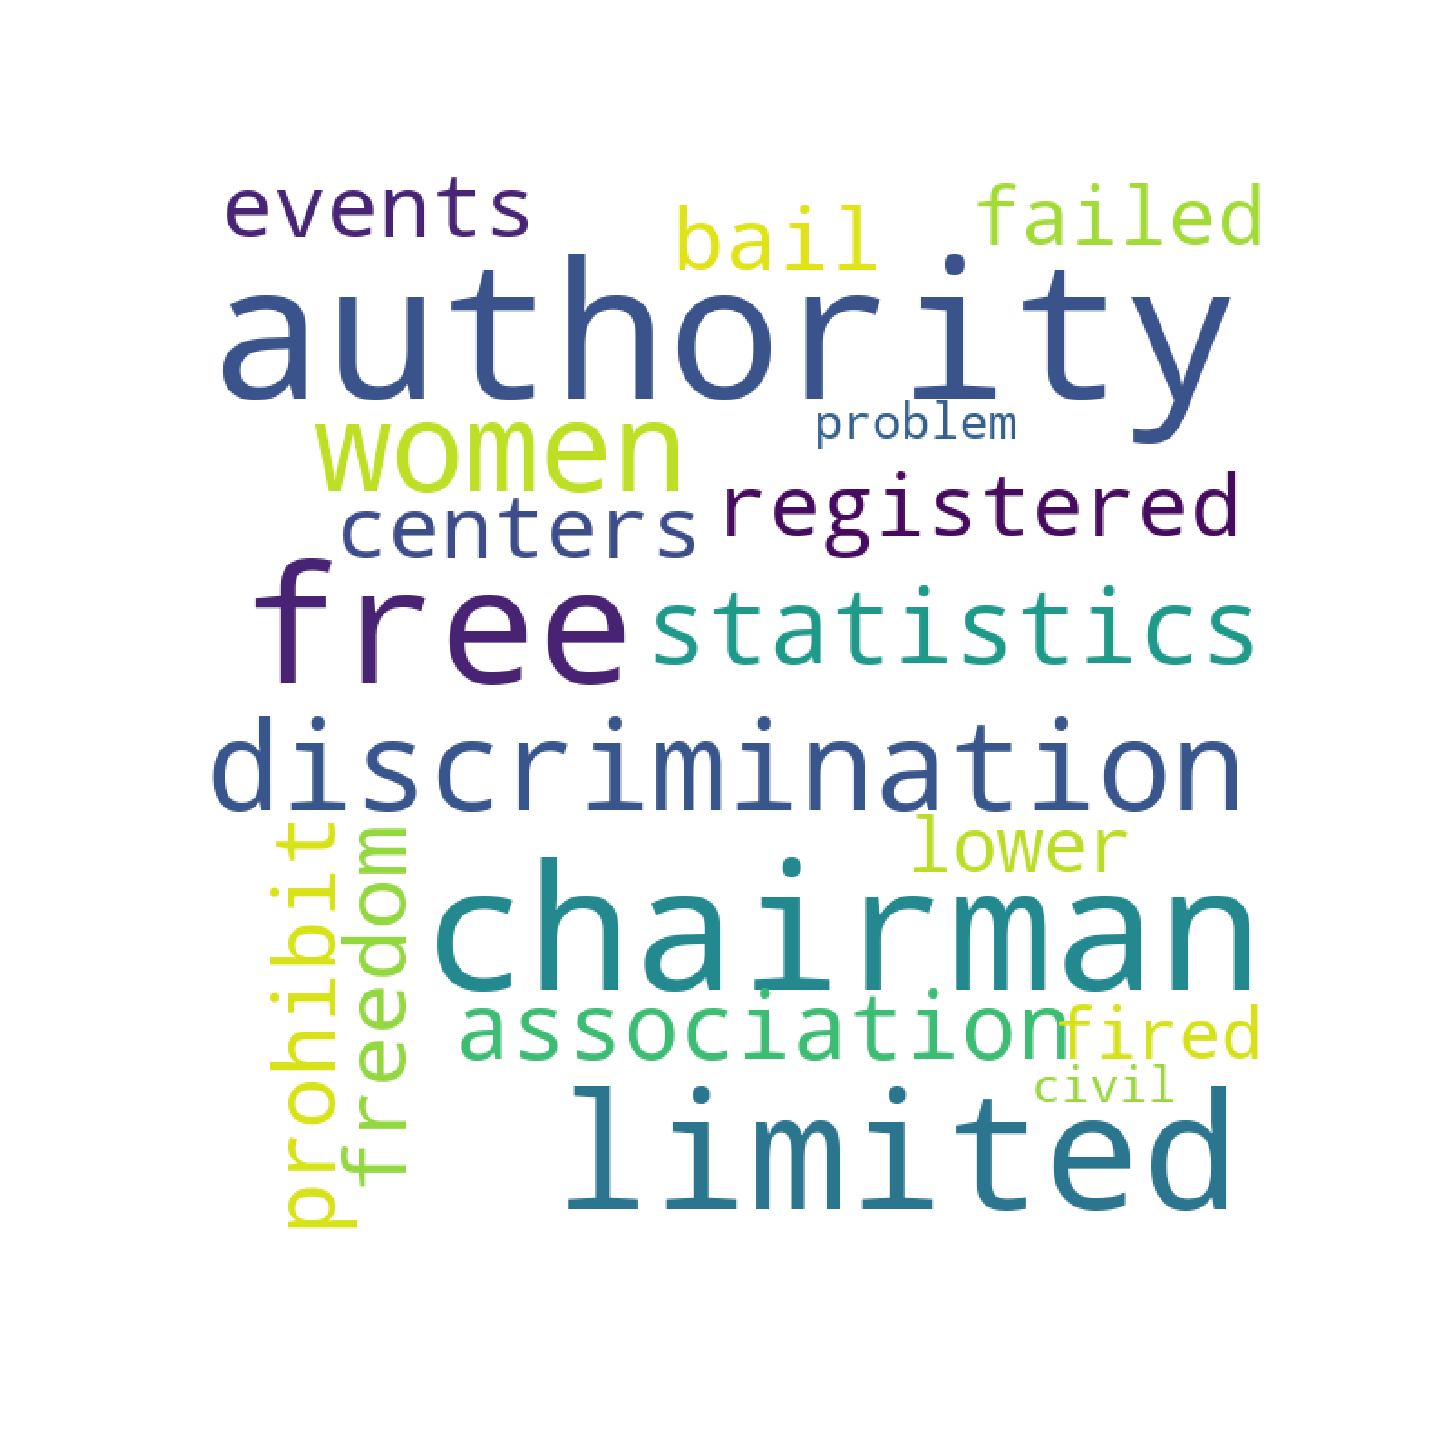 events
bail
failed
authority
problem
women
registered
centers
free
statistics
discrimination
lower
prohibit
freedom
chairman
association
fired
civil
limited